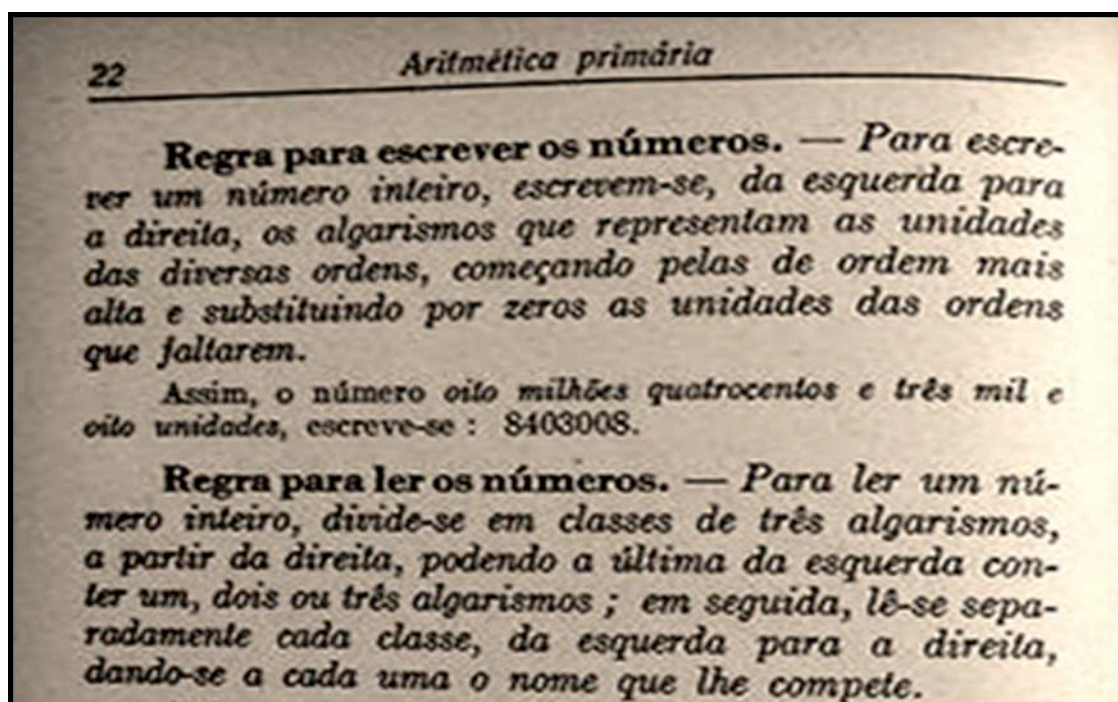 22
Aritmética primária
Regra para escrever os números. — Para escre-
ver um número inteiro, escrevem-se, da esquerda para
a direita, os algarismos que representam as unidades
das diversas ordens, começando pelas de ordem mais
alta e substituindo por zeros as unidades das ordens
que faltarem.
Assim, o número oito milhões quatrocentos e três mil e
oito unidades, escreve-se : 8403008.
Regra para ler os números. — Para ler um nú-
mero inteiro, divide-se em classes de três algarismos,
a partir da direita, podendo a última da esquerda con-
ter um, dois ou três algarismos ; em seguida, lê-se sepa-
radamente cada classe, da esquerda para a direita,
dando-se a cada uma o nome que lhe compete.